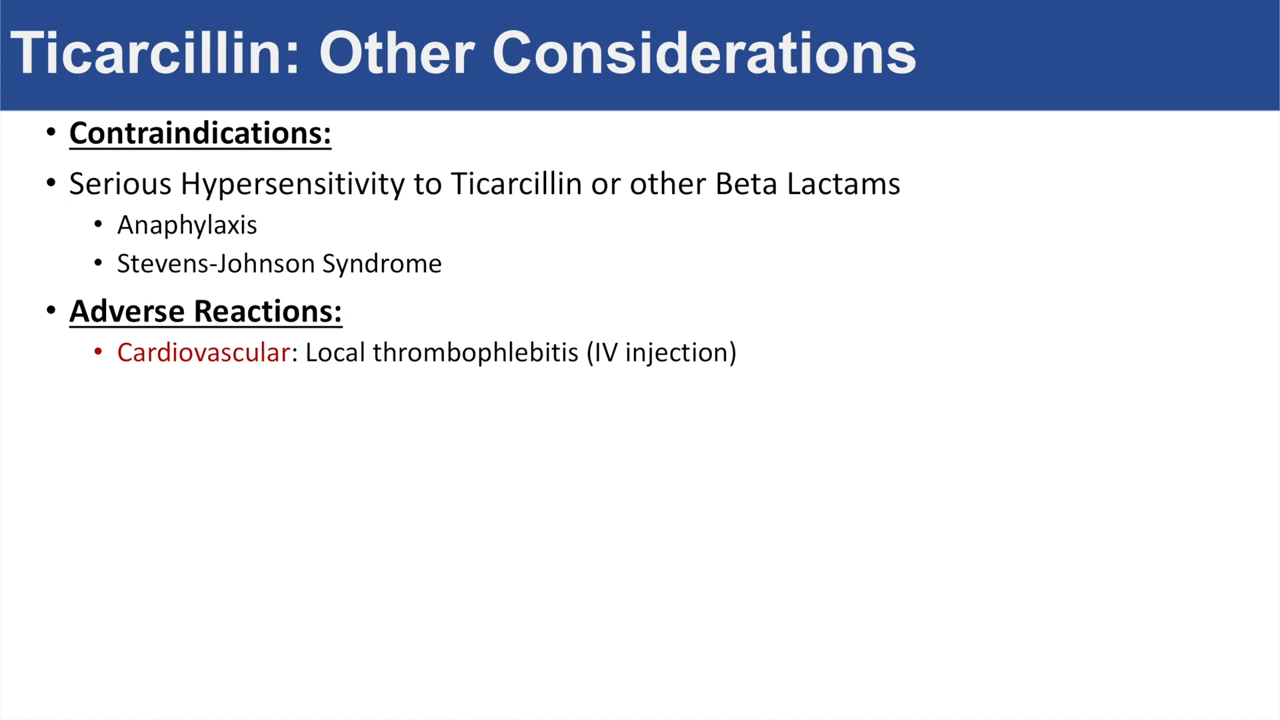 Ticarcillin: Other Considerations
• Contraindications:
• Serious Hypersensitivity to Ticarcillin or other Beta Lactams
• Anaphylaxis
• Stevens-Johnson Syndrome
• Adverse Reactions:
• Cardiovascular: Local thrombophlebitis (IV injection)